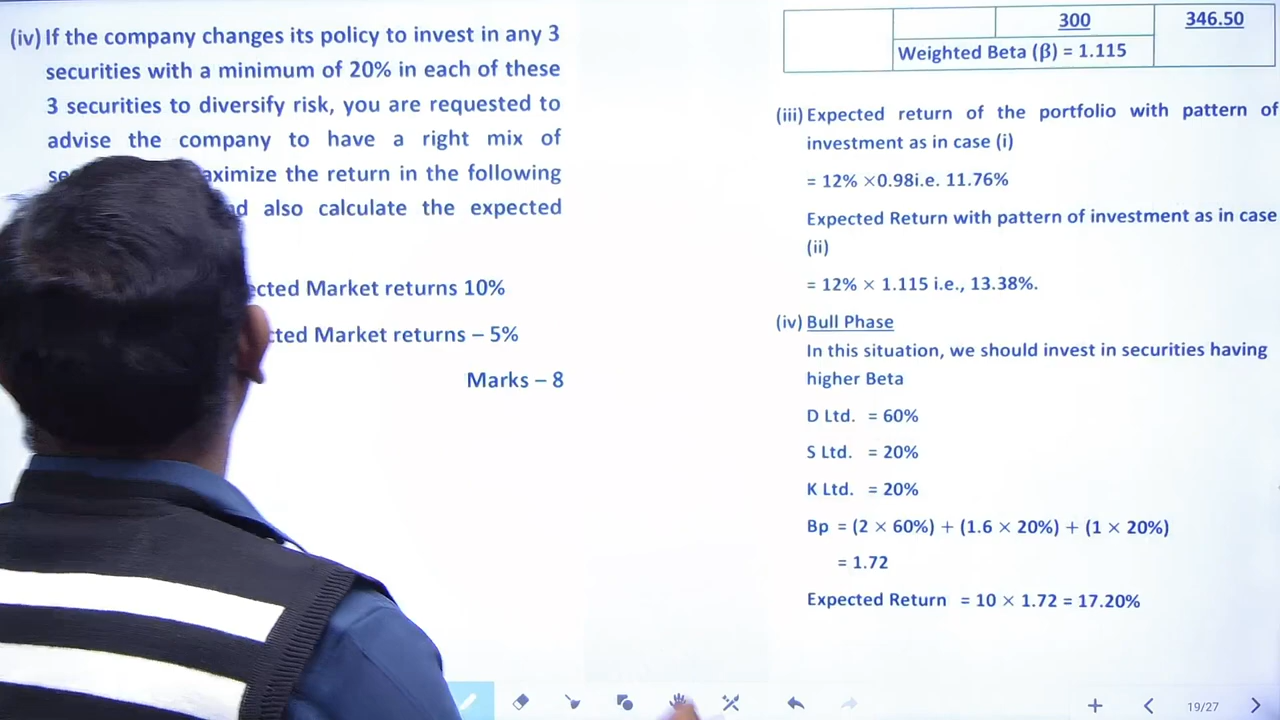 (iv) If the company changes its policy to invest in any 3
securities with a minimum of 20% in each of these
3 securities to diversify risk, you are requested to
advise the company to have a right mix of
aximize the return in the following
also calculate the expected
Market returns 10%
Market returns – 5%
Marks – 8
300 346.50
Weighted Beta (β) = 1.115
(iii) Expected return of the portfolio with pattern of
investment as in case (i)
= 12% ×0.98i.e. 11.76%
Expected Return with pattern of investment as in case
(ii)
= 12% × 1.115 i.e., 13.38%.
(iv) Bull Phase
In this situation, we should invest in securities having
higher Beta
D Ltd. = 60%
S Ltd. = 20%
K Ltd. = 20%
Bp = (2 × 60%) + (1.6 × 20%) + (1 × 20%)
= 1.72
Expected Return = 10 × 1.72 = 17.20%
19/27